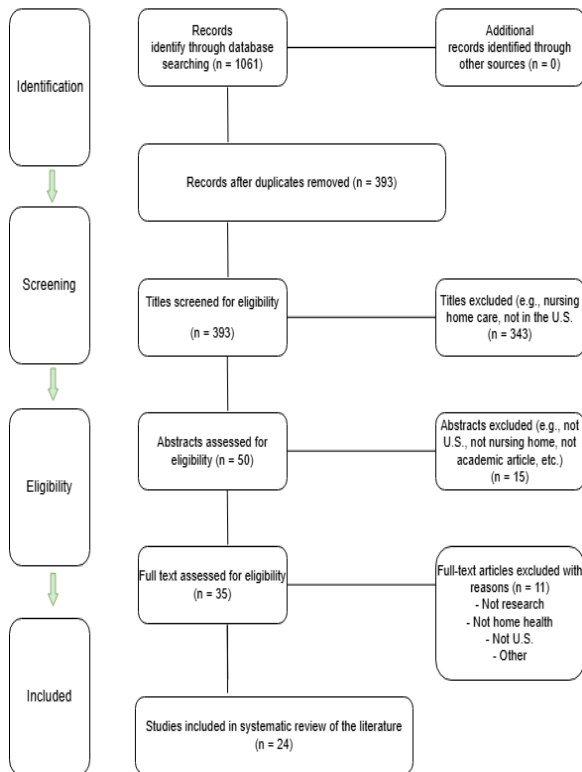 Identification
Records
identify through database
searching (n = 1061)
Additional
records identified through
other sources (n = 0)
Records after duplicates removed (n = 393)
Screening
Titles screened for eligibility
(n = 393)
Titles excluded (e.g., nursing
home care, not in the U.S.
(n = 343)
Eligibility
Abstracts assessed for
eligibility (n = 50)
Abstracts excluded (e.g., not
U.S., not nursing home, not
academic article, etc.)
(n = 15)
Full text assessed for eligibility
(n = 35)
Full-text articles excluded with
reasons (n = 11)
- Not research
- Not home health
- Not U.S.
- Other
Included
Studies included in systematic review of the literature
(n = 24)